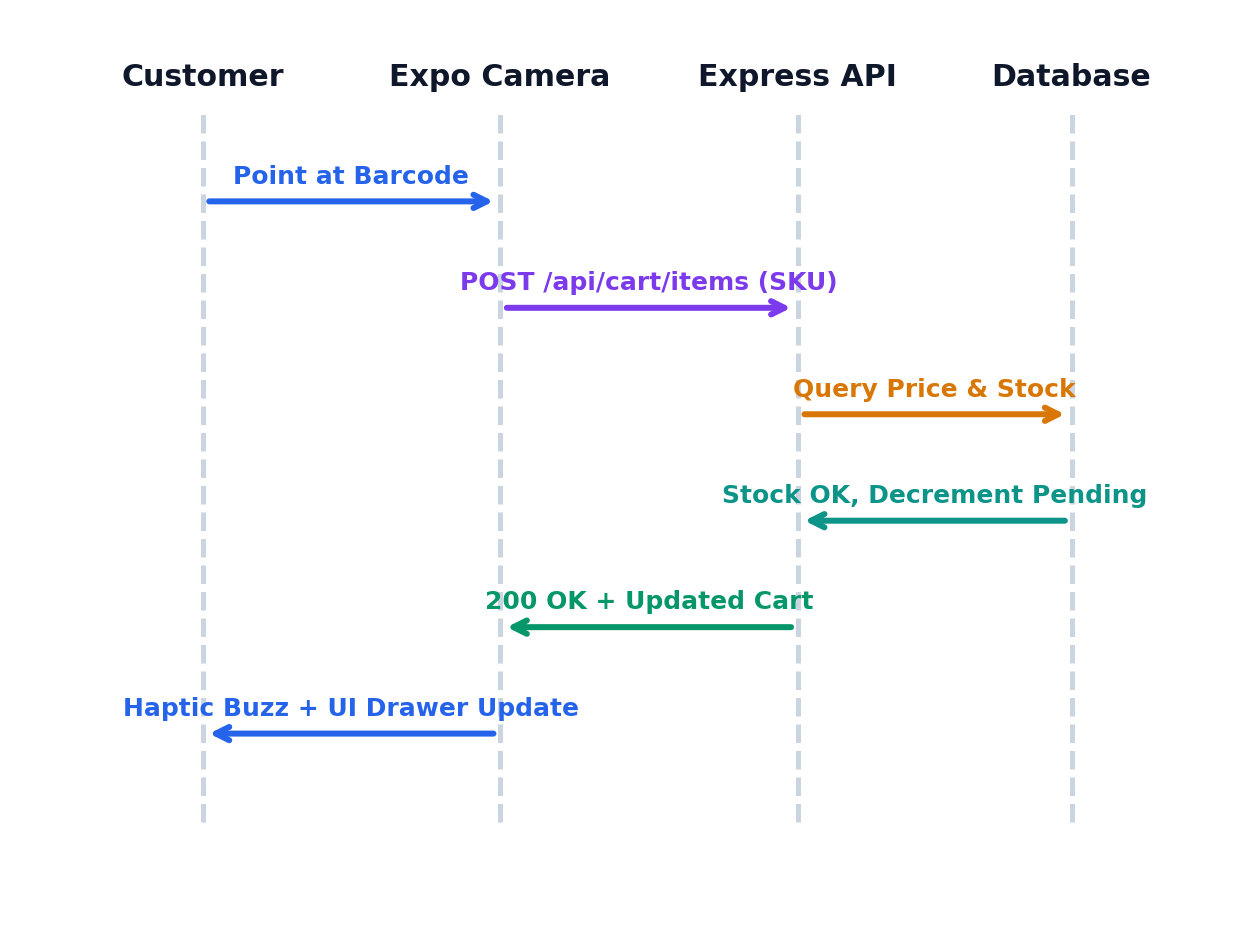 Customer
Expo Camera
Express API
Database
Point at Barcode
POST /api/cart/items (SKU)
Query Price & Stock
Stock OK, Decrement Pending
200 OK + Updated Cart
Haptic Buzz + UI Drawer Update